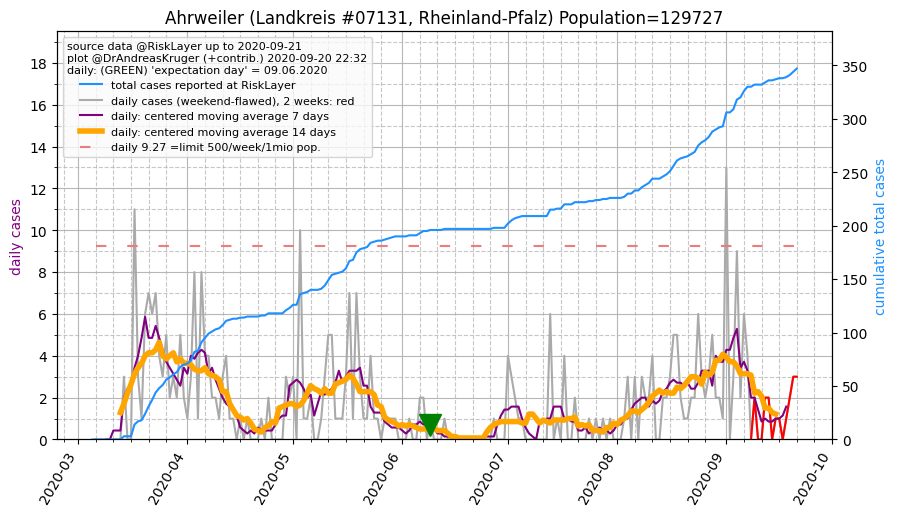 Ahrweiler (Landkreis #07131, Rheinland-Pfalz) Population=129727
source data @RiskLayer up to 2020-09-21
plot @DrAndreasKruger (+contrib.) 2020-09-20 22:32
daily: (GREEN) 'expectation day' = 09.06.2020
total cases reported at RiskLayer
daily cases (weekend-flawed), 2 weeks: red
daily: centered moving average 7 days
daily: centered moving average 14 days
daily 9.27 =limit 500/week/1mio pop.
daily cases
18
16
14
12
10
8
6
4
2
0
350
300
250
200
150
100
50
0
cumulative total cases
2020-03
2020-04
2020-05
2020-06
2020-07
2020-08
2020-09
2020-10